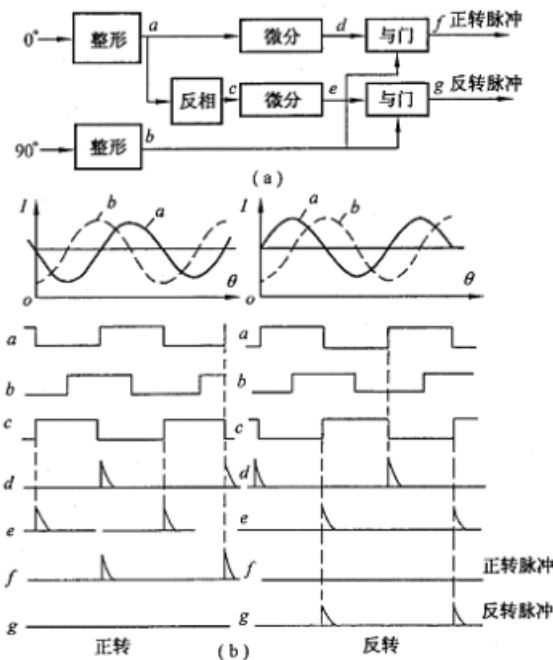 a
d
f 正转脉冲
0° 整形 微分 与门
反相 c 微分 e 与门 g 反转脉冲
90° 整形 b
(a)
I b a
b a
o θ
I a b
o θ
a a
b b
c c
d d
e e
f f 正转脉冲
g g 反转脉冲
正转 (b) 反转